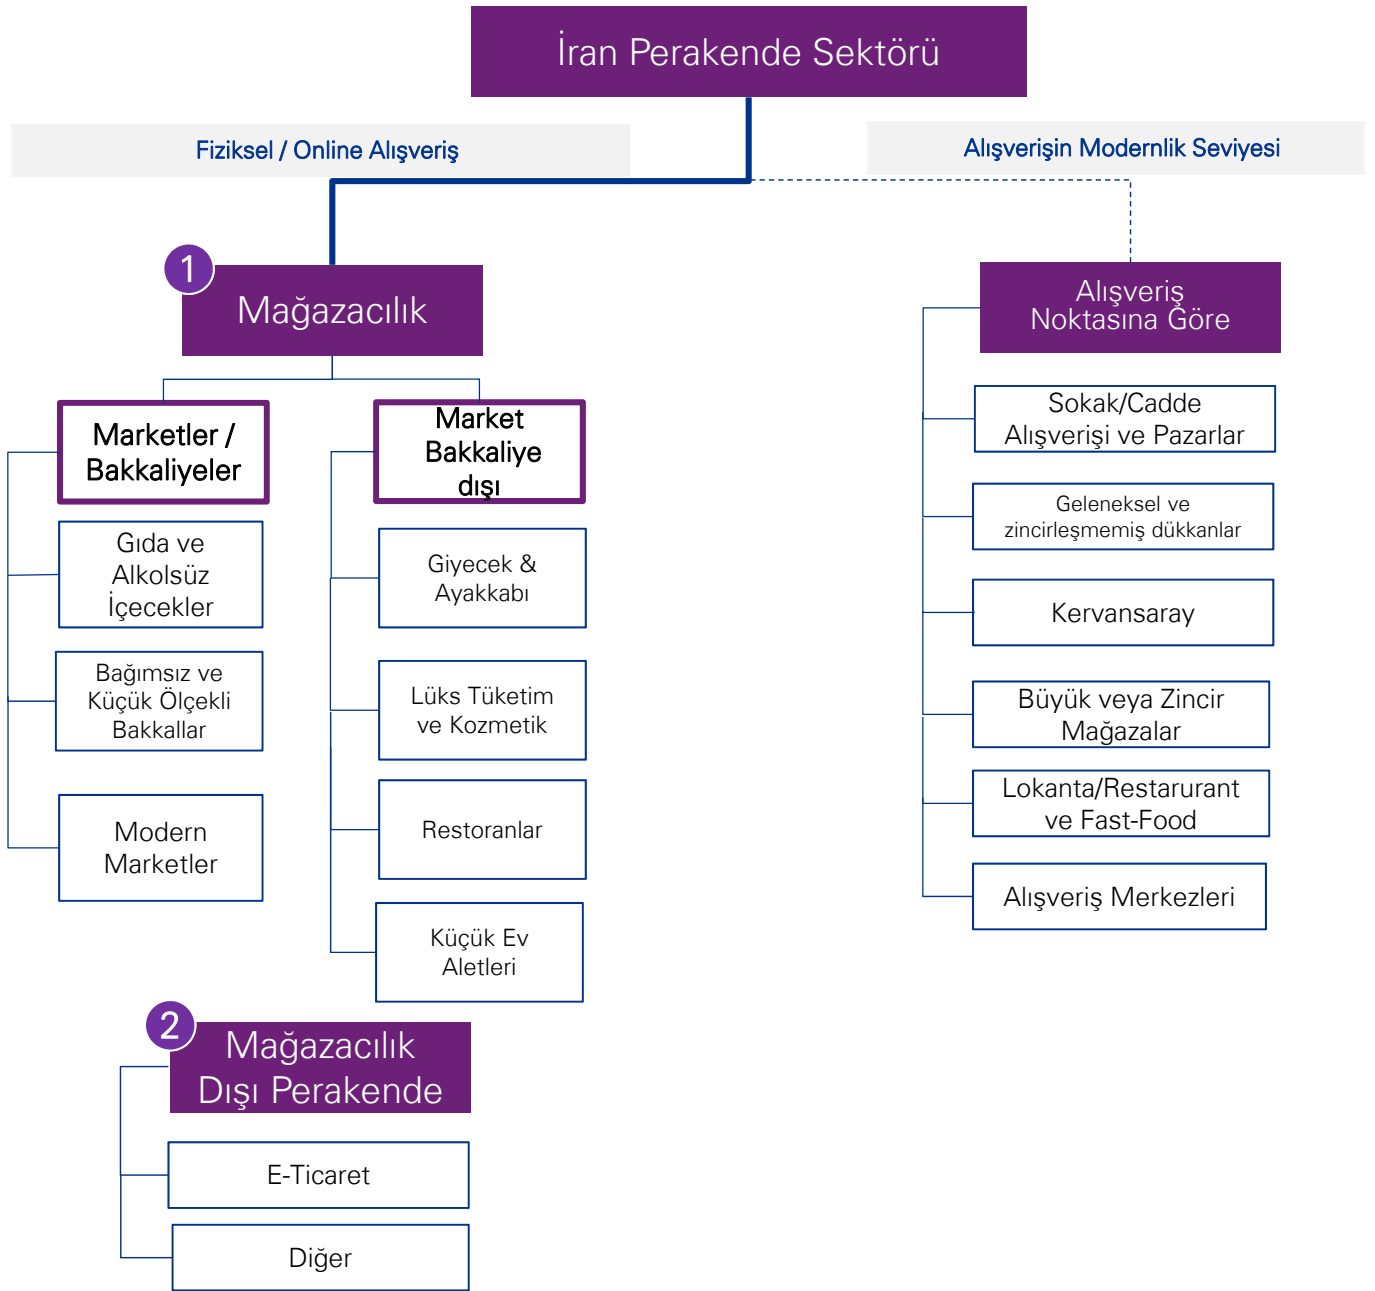 İran Perakende Sektörü
Fiziksel / Online Alışveriş
Alışverişin Modernlik Seviyesi
1
Mağazacılık
Marketler /
Bakkaliyeler
Gıda ve
Alkolsüz
İçecekler
Bağımsız ve
Küçük Ölçekli
Bakkallar
Modern
Marketler
Market
Bakkaliye
dışı
Giyecek &
Ayakkabı
Lüks Tüketim
ve Kozmetik
Restoranlar
Küçük Ev
Aletleri
2
Mağazacılık
Dışı Perakende
E-Ticaret
Diğer
Alışveriş
Noktasına Göre
Sokak/Cadde
Alışverişi ve Pazarlar
Geleneksel ve
zincirleşmemiş dükkanlar
Kervansaray
Büyük veya Zincir
Mağazalar
Lokanta/Restarurant
ve Fast-Food
Alışveriş Merkezleri